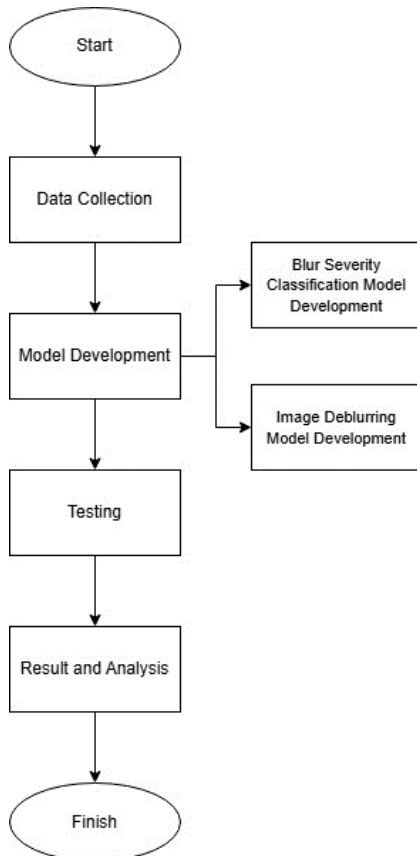 Start
Data Collection
Blur Severity
Classification Model
Development
Model Development
Image Deblurring
Model Development
Testing
Result and Analysis
Finish